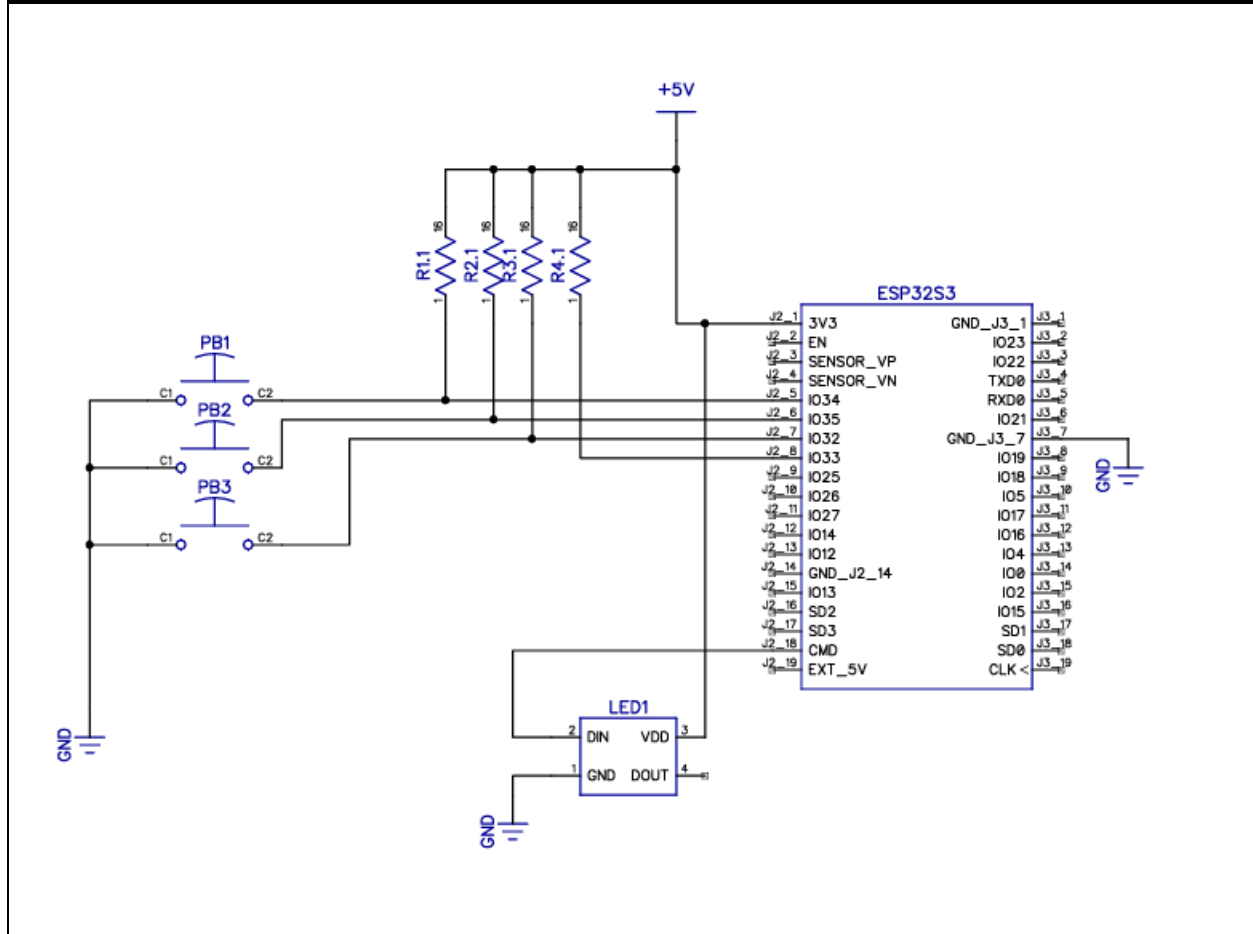 +5V
16
16
16
16
R1.1
R2.1
R3.1
R4.1
1
1
1
1
PB1
C1
C2
PB2
C1
C2
PB3
C1
C2
GND
ESP32S3
J2_1 3V3
J2_2 EN
J2_3 SENSOR_VP
J2_4 SENSOR_VN
J2_5 IO34
J2_6 IO35
J2_7 IO32
J2_8 IO33
J2_9 IO25
J2_10 IO26
J2_11 IO27
J2_12 IO14
J2_13 IO12
J2_14 GND_J2_14
J2_15 IO13
J2_16 SD2
J2_17 SD3
J2_18 CMD
J2_19 EXT_5V
GND_J3_1 J3_1
IO23 J3_2
IO22 J3_3
TXD0 J3_4
RXD0 J3_5
IO21 J3_6
GND_J3_7 J3_7
IO19 J3_8
IO18 J3_9
IO5 J3_10
IO17 J3_11
IO16 J3_12
IO4 J3_13
IO0 J3_14
IO2 J3_15
IO15 J3_16
SD1 J3_17
SD0 J3_18
CLK < J3_19
GND
LED1
2 DIN VDD 3
1 GND DOUT 4
GND